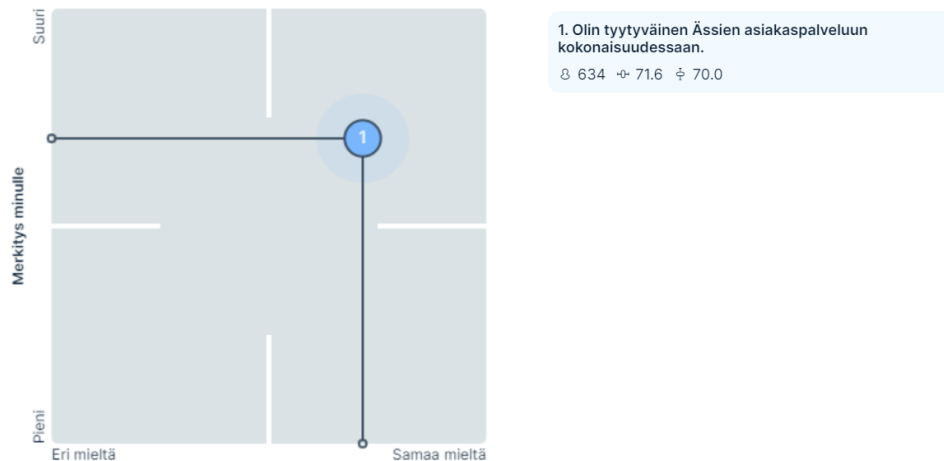 Suuri
Merkitys minulle
Pieni
Eri mieltä
Samaa mieltä
1
1. Olin tyytyväinen Ässien asiakaspalveluun
kokonaisuudessaan.
634 71.6 70.0